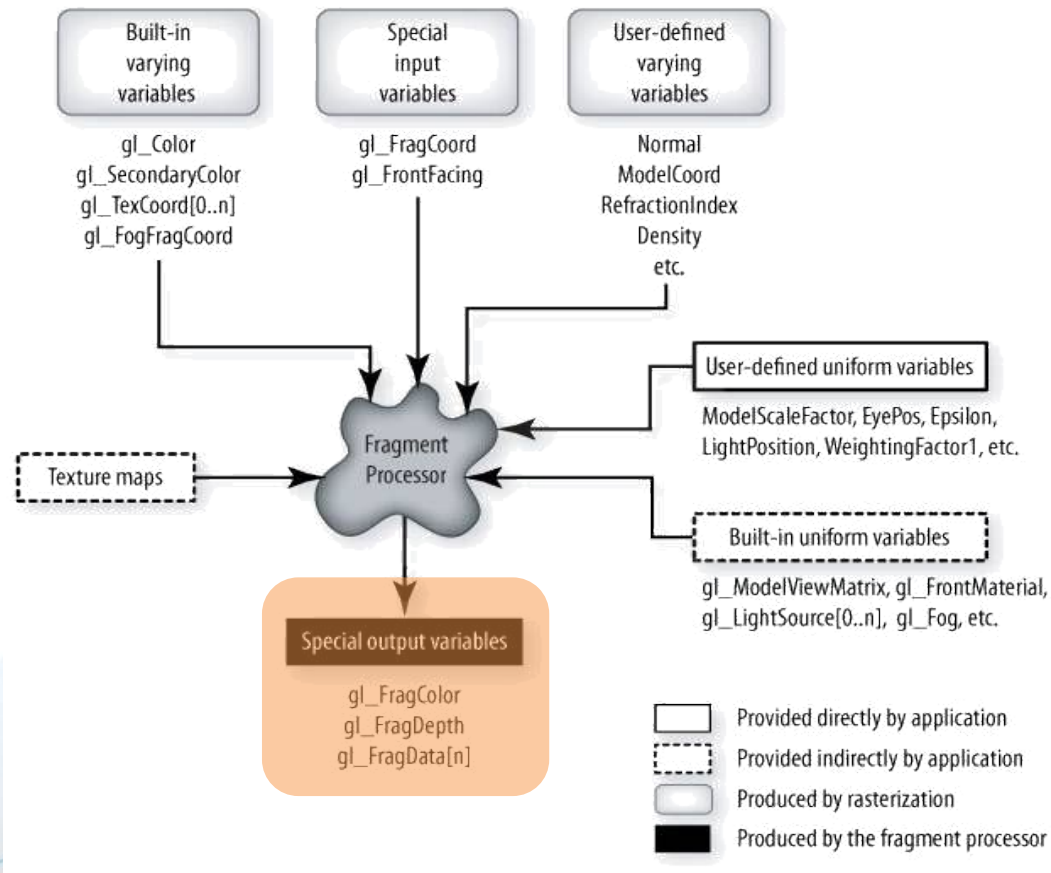 Built-in
varying
variables
gl_Color
gl_SecondaryColor
gl_TexCoord[0..n]
gl_FogFragCoord
Special
input
variables
gl_FragCoord
gl_FrontFacing
User-defined
varying
variables
Normal
ModelCoord
RefractionIndex
Density
etc.
User-defined uniform variables
ModelScaleFactor, EyePos, Epsilon,
LightPosition, WeightingFactor1, etc.
Fragment
Processor
Texture maps
Built-in uniform variables
gl_ModelViewMatrix, gl_FrontMaterial,
gl_LightSource[0..n], gl_Fog, etc.
Special output variables
gl_FragColor
gl_FragDepth
gl_FragData[n]
Provided directly by application
Provided indirectly by application
Produced by rasterization
Produced by the fragment processor